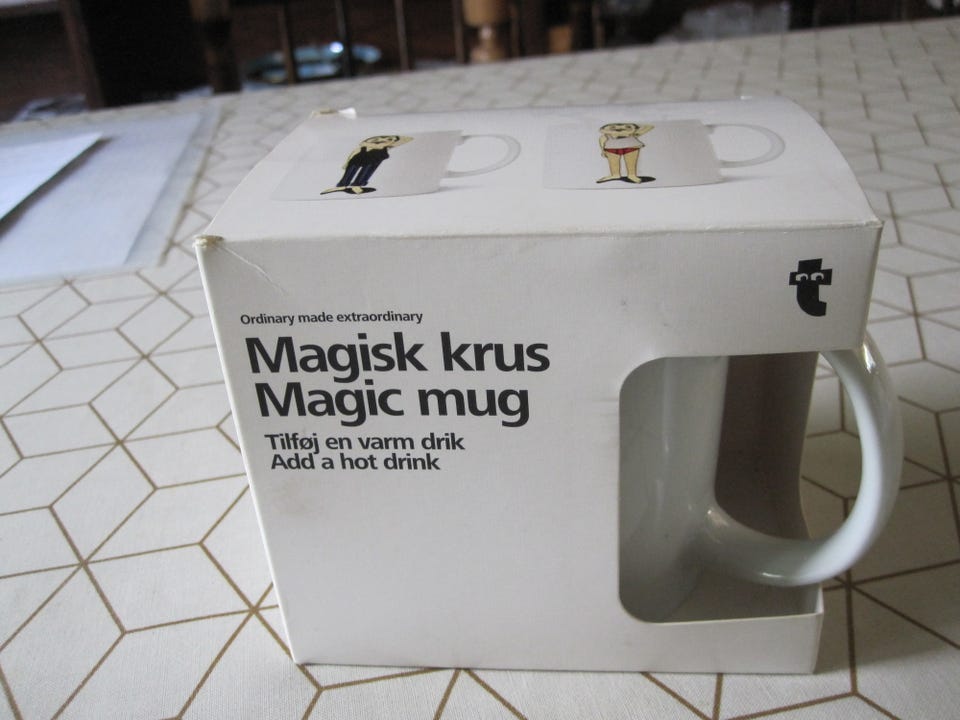 Ordinary made extraordinary
Magisk krus
Magic mug
Tilføj en varm drik
Add a hot drink
t